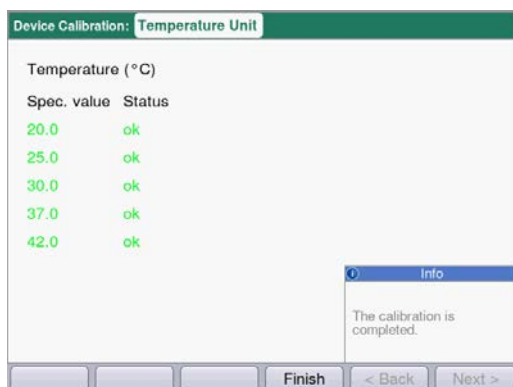 Device Calibration: Temperature Unit
Temperature (°C)
Spec. value Status
20.0 ok
25.0 ok
30.0 ok
37.0 ok
42.0 ok
Info
The calibration is
completed.
Finish < Back Next >